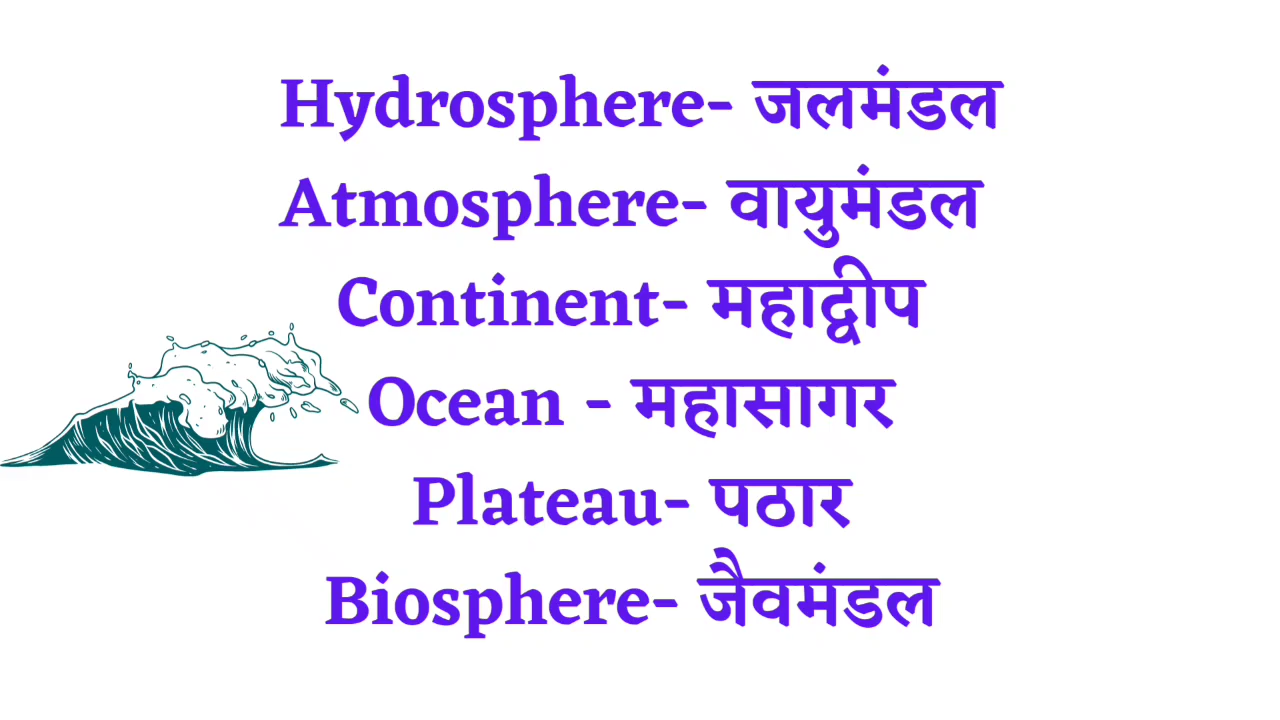 Hydrosphere- जलमंडल
Atmosphere- वायुमंडल
Continent- महाद्वीप
Ocean - महासागर
Plateau- पठार
Biosphere- जैवमंडल